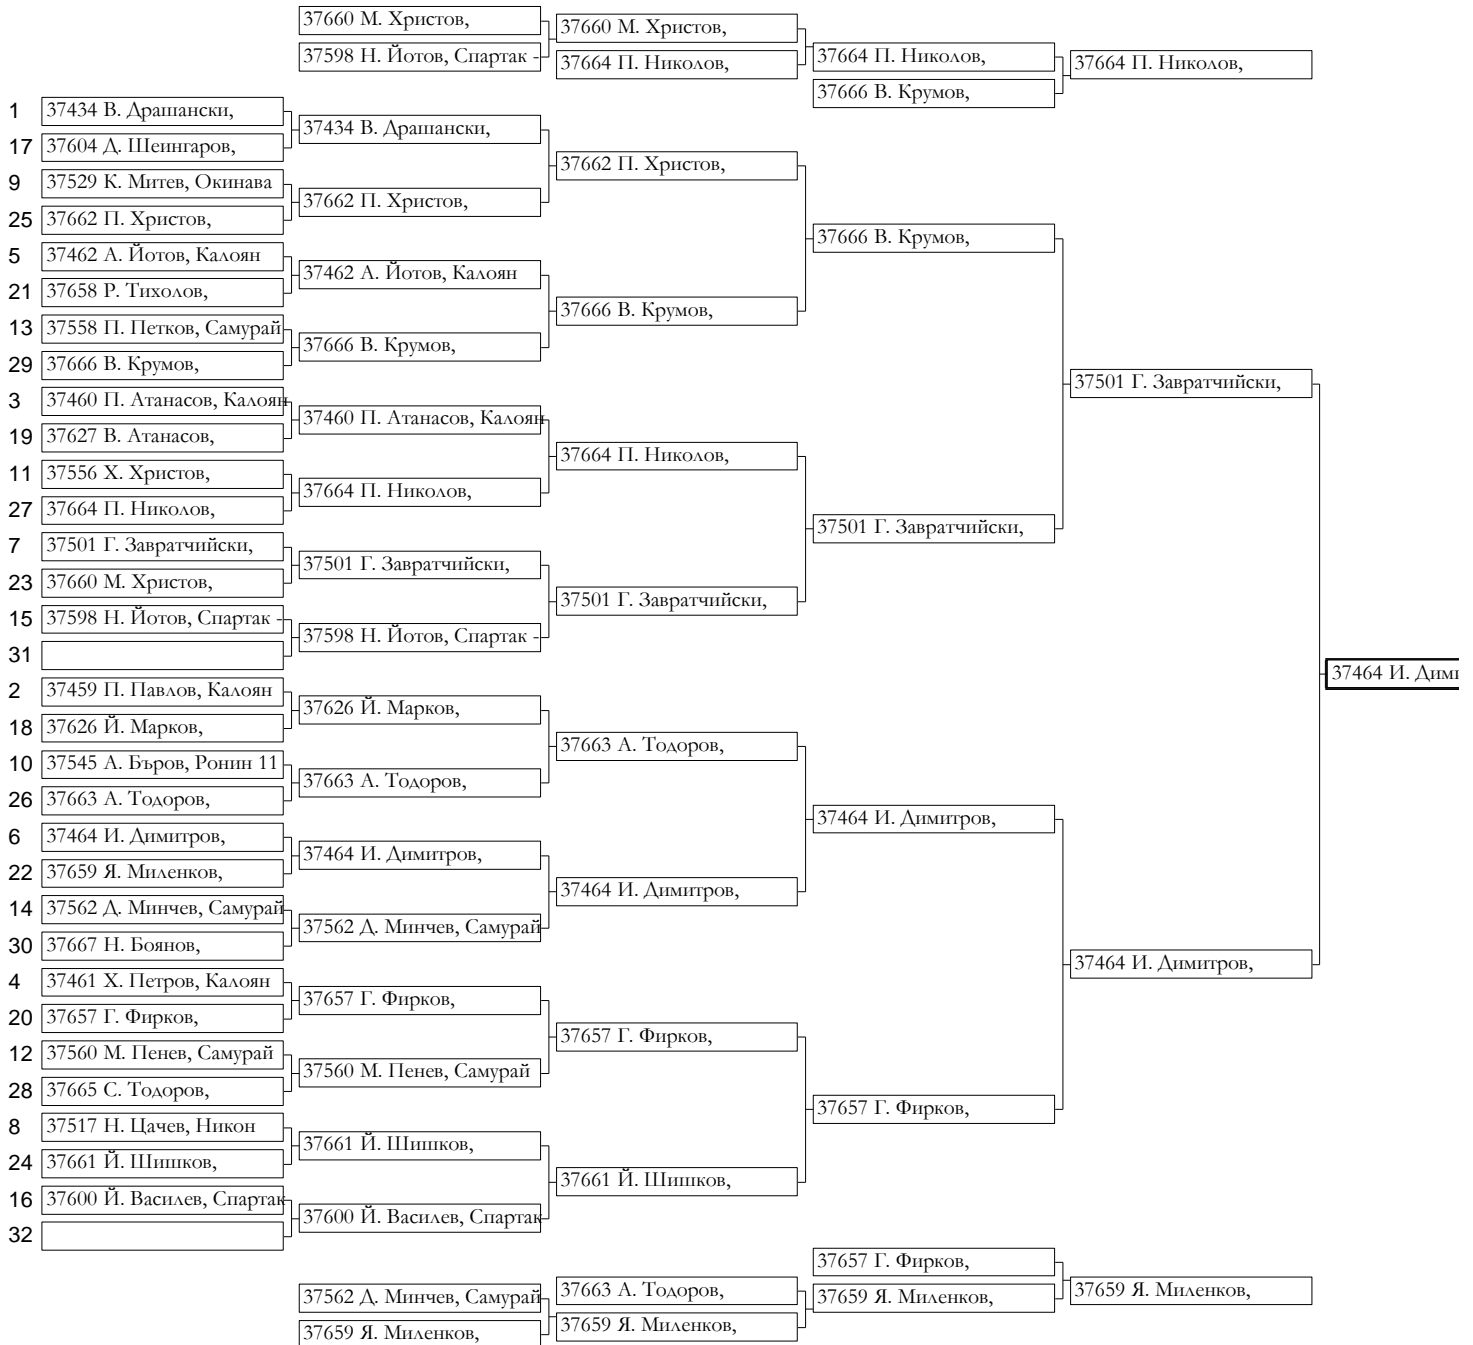 37660 М. Христов,
37598 Н. Йотов, Спартак -
37660 М. Христов,
37664 П. Николов,
37664 П. Николов,
37666 В. Крумов,
37664 П. Николов,
1 37434 В. Драшански,
17 37604 Д. Шеингаров,
9 37529 К. Митев, Окинава
25 37662 П. Христов,
5 37462 А. Йотов, Калоян
21 37658 Р. Тихолов,
13 37558 П. Петков, Самурай
29 37666 В. Крумов,
3 37460 П. Атанасов, Калоян
19 37627 В. Атанасов,
11 37556 Х. Христов,
27 37664 П. Николов,
7 37501 Г. Завратчийски,
23 37660 М. Христов,
15 37598 Н. Йотов, Спартак -
31
2 37459 П. Павлов, Калоян
18 37626 Й. Марков,
10 37545 А. Бъров, Ронин 11
26 37663 А. Тодоров,
6 37464 И. Димитров,
22 37659 Я. Миленков,
14 37562 Д. Минчев, Самурай
30 37667 Н. Боянов,
4 37461 Х. Петров, Калоян
20 37657 Г. Фирков,
12 37560 М. Пенев, Самурай
28 37665 С. Тодоров,
8 37517 Н. Цачев, Никон
24 37661 Й. Шишков,
16 37600 Й. Василев, Спартак
32
37434 В. Драшански,
37662 П. Христов,
37462 А. Йотов, Калоян
37666 В. Крумов,
37460 П. Атанасов, Калоян
37664 П. Николов,
37501 Г. Завратчийски,
37598 Н. Йотов, Спартак -
37626 Й. Марков,
37663 А. Тодоров,
37464 И. Димитров,
37562 Д. Минчев, Самурай
37657 Г. Фирков,
37560 М. Пенев, Самурай
37661 Й. Шишков,
37600 Й. Василев, Спартак
37662 П. Христов,
37666 В. Крумов,
37664 П. Николов,
37501 Г. Завратчийски,
37663 А. Тодоров,
37464 И. Димитров,
37657 Г. Фирков,
37661 Й. Шишков,
37666 В. Крумов,
37501 Г. Завратчийски,
37464 И. Димитров,
37657 Г. Фирков,
37501 Г. Завратчийски,
37464 И. Димитров,
37464 И. Дими
37562 Д. Минчев, Самурай
37659 Я. Миленков,
37663 А. Тодоров,
37659 Я. Миленков,
37657 Г. Фирков,
37659 Я. Миленков,
37659 Я. Миленков,